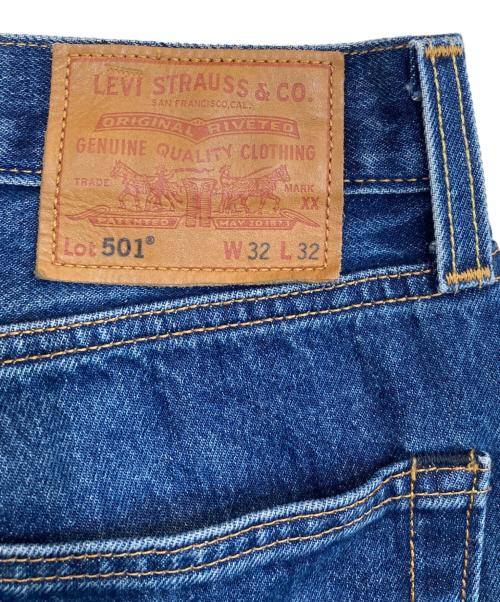 LEVI STRAUSS & CO.
SAN FRANCISCO, CAL.
ORIGINAL RIVETED
GENUINE QUALITY CLOTHING
TRADE MARK
XX
PATENTED MAY 20 1873
Lot 501® W 32 L 32